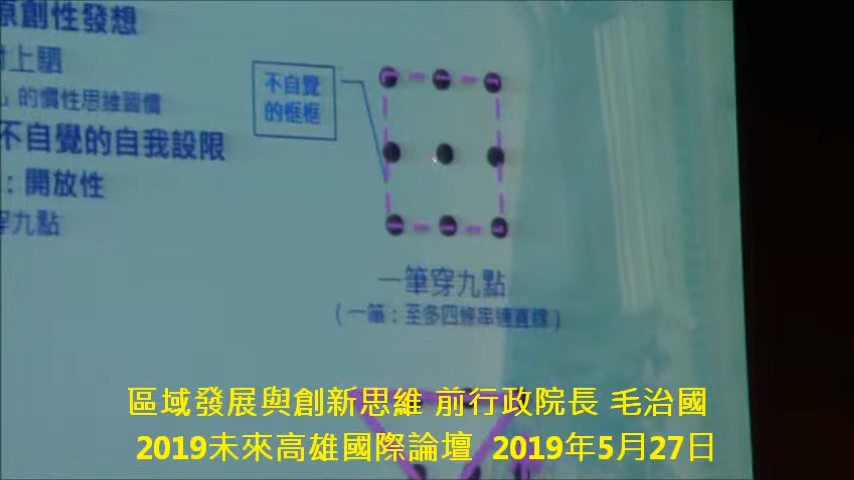 原創性發想
不自覺
的框框
」的慣性思維習慣
不自覺的自我設限
：開放性
穿九點
一筆穿九點
（一筆：至多四條串連直線）
區域發展與創新思維 前行政院長 毛治國
2019未來高雄國際論壇 2019年5月27日